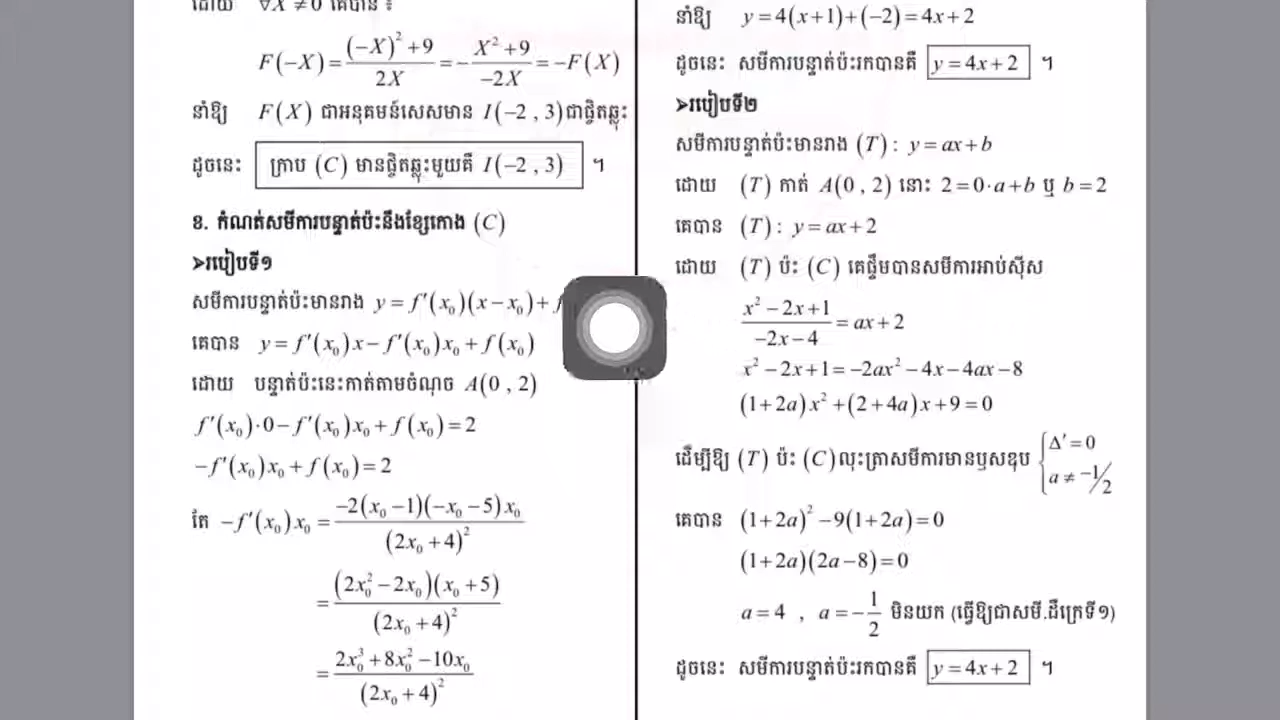 ដោយ ∀X ≠ 0 គេបាន ៖
F(−X) = ((−X)² + 9)/(2X) = −(X² + 9)/(−2X) = −F(X)
នាំឱ្យ F(X) ជាអនុគមន៍សេសមាន I(−2 , 3) ជាផ្ចិតឆ្លុះ
ដូចនេះ ក្រាប (C) មានផ្ចិតឆ្លុះមួយគឺ I(−2 , 3) ។
ខ. កំណត់សមីការបន្ទាត់ប៉ះនឹងខ្សែកោង (C)
➤របៀបទី១
សមីការបន្ទាត់ប៉ះមានរាង y = f′(x₀)(x − x₀) + f
គេបាន y = f′(x₀)x − f′(x₀)x₀ + f(x₀)
ដោយ បន្ទាត់ប៉ះនេះកាត់តាមចំណុច A(0 , 2)
f′(x₀)·0 − f′(x₀)x₀ + f(x₀) = 2
−f′(x₀)x₀ + f(x₀) = 2
តែ −f′(x₀)x₀ = (−2(x₀ − 1)(−x₀ − 5)x₀)/(2x₀ + 4)²
= ((2x₀² − 2x₀)(x₀ + 5))/(2x₀ + 4)²
= (2x₀³ + 8x₀² − 10x₀)/(2x₀ + 4)²
នាំឱ្យ y = 4(x + 1) + (−2) = 4x + 2
ដូចនេះ សមីការបន្ទាត់ប៉ះរកបានគឺ y = 4x + 2 ។
➤របៀបទី២
សមីការបន្ទាត់ប៉ះមានរាង (T) : y = ax + b
ដោយ (T) កាត់ A(0 , 2) នោះ 2 = 0·a + b ឬ b = 2
គេបាន (T) : y = ax + 2
ដោយ (T) ប៉ះ (C) គេផ្ទឹមបានសមីការអាប់ស៊ីស
(x² − 2x + 1)/(−2x − 4) = ax + 2
x² − 2x + 1 = −2ax² − 4x − 4ax − 8
(1 + 2a)x² + (2 + 4a)x + 9 = 0
ដើម្បីឱ្យ (T) ប៉ះ (C) លុះត្រាសមីការមានឫសឌុប { Δ′ = 0
a ≠ −1/2
គេបាន (1 + 2a)² − 9(1 + 2a) = 0
(1 + 2a)(2a − 8) = 0
a = 4 , a = −1/2 មិនយក (ធ្វើឱ្យជាសមី.ដឺក្រេទី១)
ដូចនេះ សមីការបន្ទាត់ប៉ះរកបានគឺ y = 4x + 2 ។